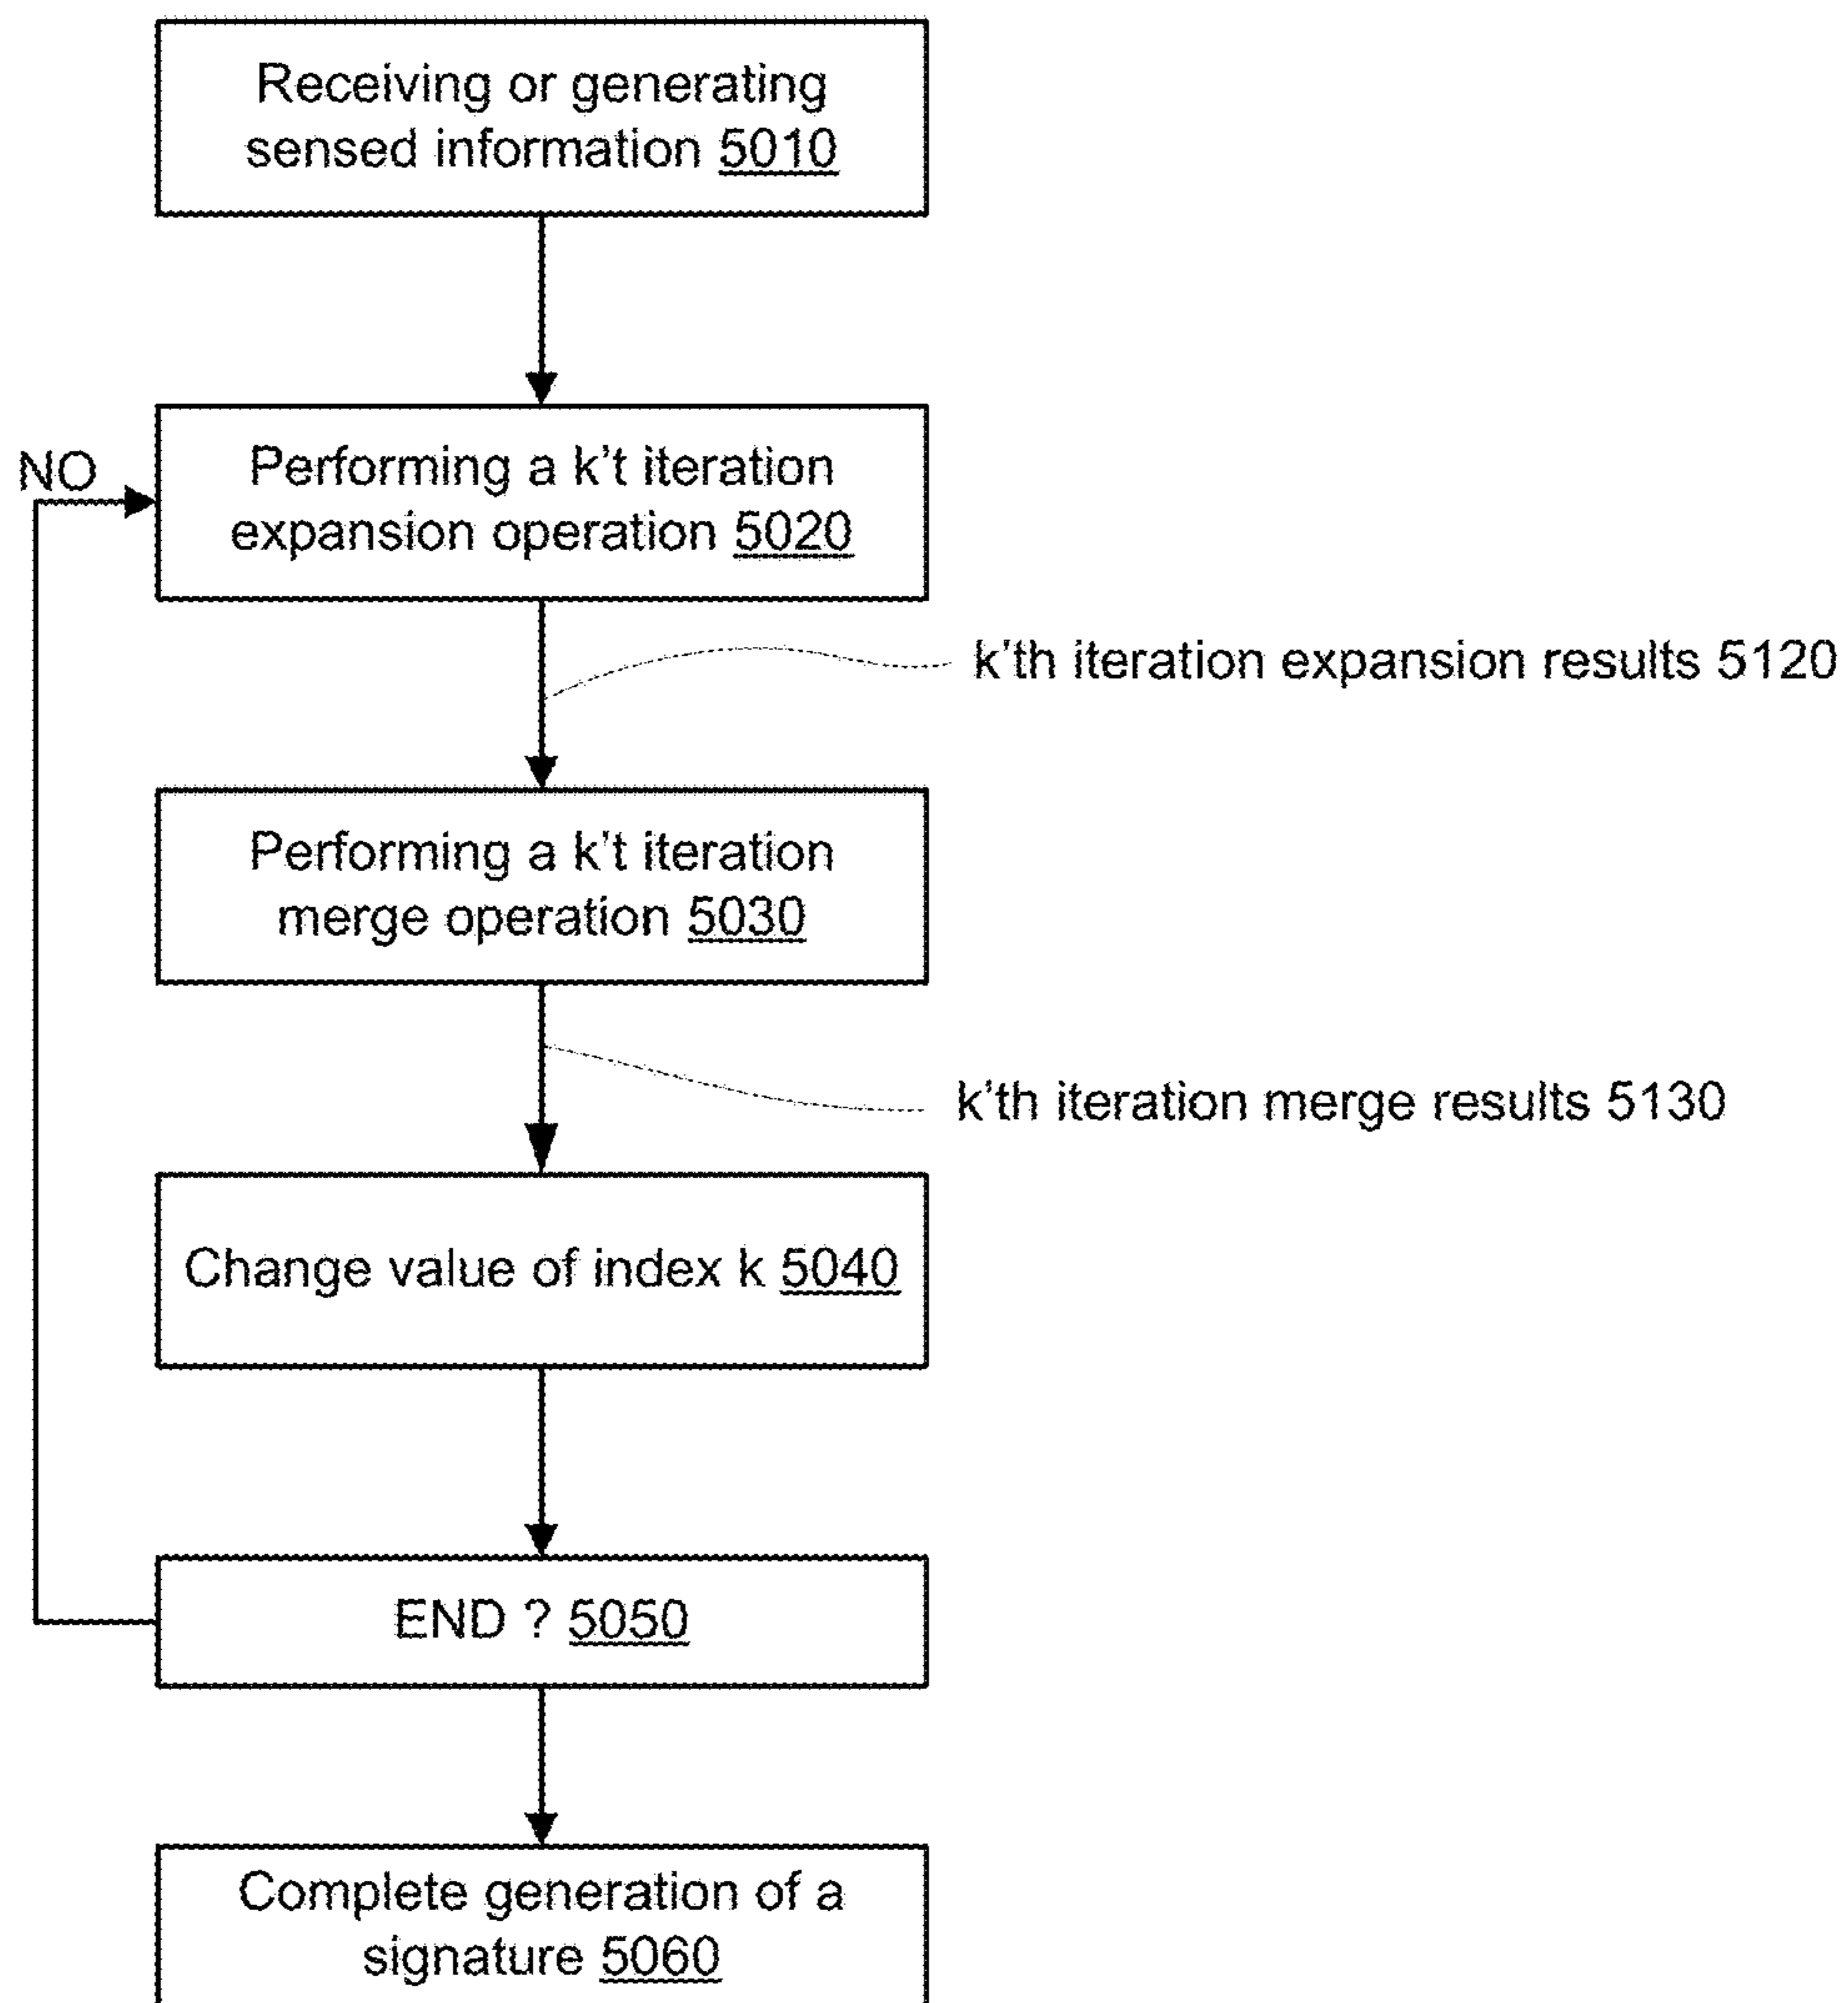 Receiving or generating
sensed information 5010
NO
Performing a k't iteration
expansion operation 5020
k'th iteration expansion results 5120
Performing a k't iteration
merge operation 5030
k'th iteration merge results 5130
Change value of index k 5040
END ? 5050
Complete generation of a
signature 5060